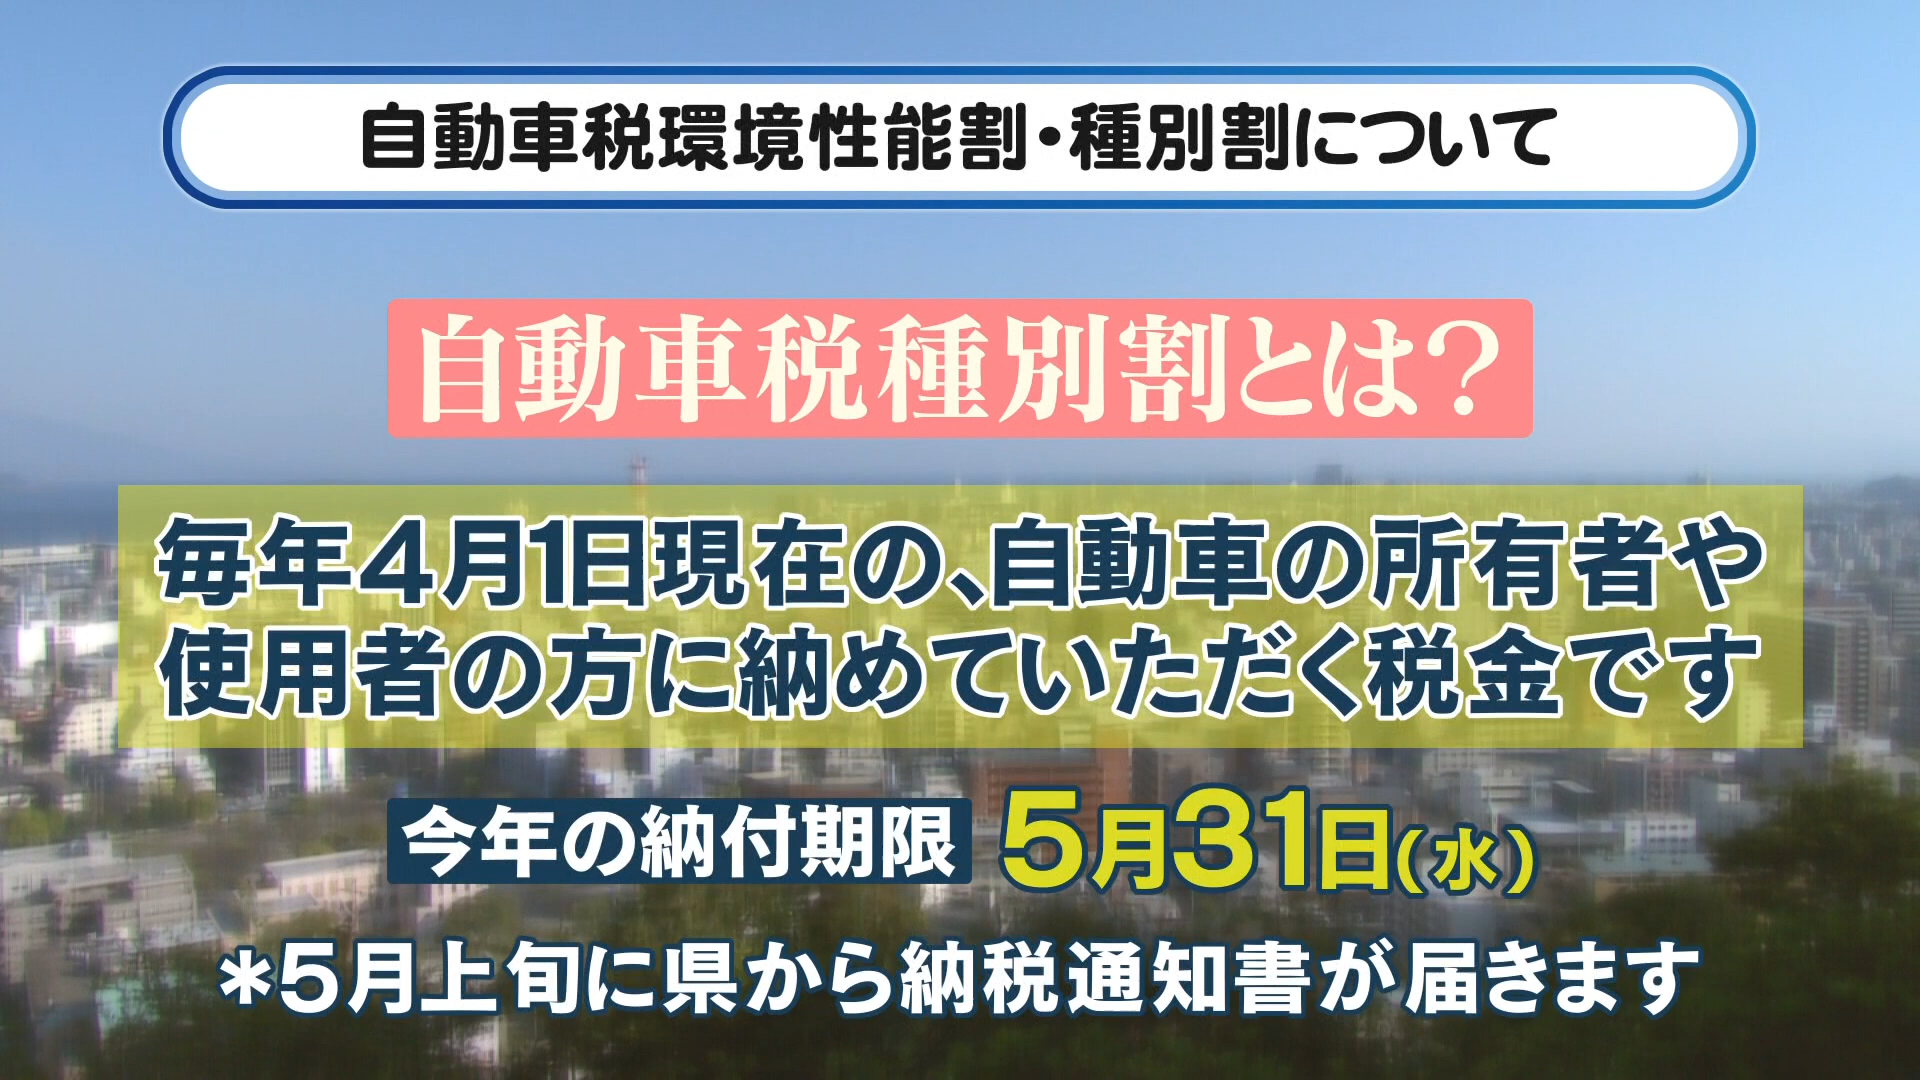 自動車税環境性能割・種別割について
自動車税種別割とは？
毎年4月1日現在の、自動車の所有者や
使用者の方に納めていただく税金です
今年の納付期限 5月31日(水)
*5月上旬に県から納税通知書が届きます